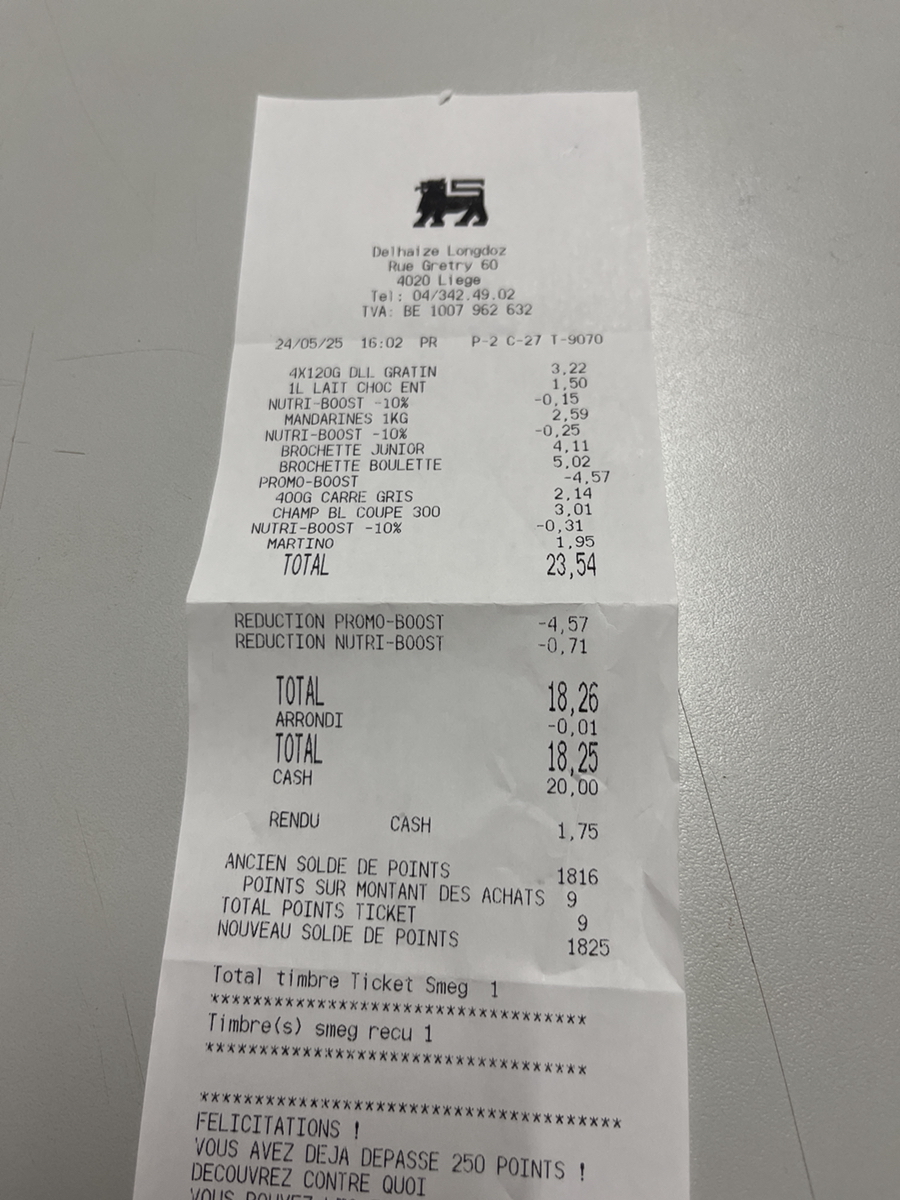 Delhaize Longdoz
Rue Gretry 60
4020 Liege
Tel: 04/342.49.02
TVA: BE 1007 962 632
24/05/25 16:02 PR P-2 C-27 T-9070
4X120G DLL GRATIN 3,22
1L LAIT CHOC ENT 1,50
NUTRI-BOOST -10% -0,15
MANDARINES 1KG 2,59
NUTRI-BOOST -10% -0,25
BROCHETTE JUNIOR 4,11
BROCHETTE BOULETTE 5,02
PROMO-BOOST -4,57
400G CARRE GRIS 2,14
CHAMP BL COUPE 300 3,01
NUTRI-BOOST -10% -0,31
MARTINO 1,95
TOTAL 23,54
REDUCTION PROMO-BOOST -4,57
REDUCTION NUTRI-BOOST -0,71
TOTAL 18,26
ARRONDI -0,01
TOTAL 18,25
CASH 20,00
RENDU CASH 1,75
ANCIEN SOLDE DE POINTS 1816
POINTS SUR MONTANT DES ACHATS 9
TOTAL POINTS TICKET 9
NOUVEAU SOLDE DE POINTS 1825
Total timbre Ticket Smeg 1
***********************************
Timbre(s) smeg recu 1
***********************************
***************************************
FELICITATIONS !
VOUS AVEZ DEJA DEPASSE 250 POINTS !
DECOUVREZ CONTRE QUOI
VOUS